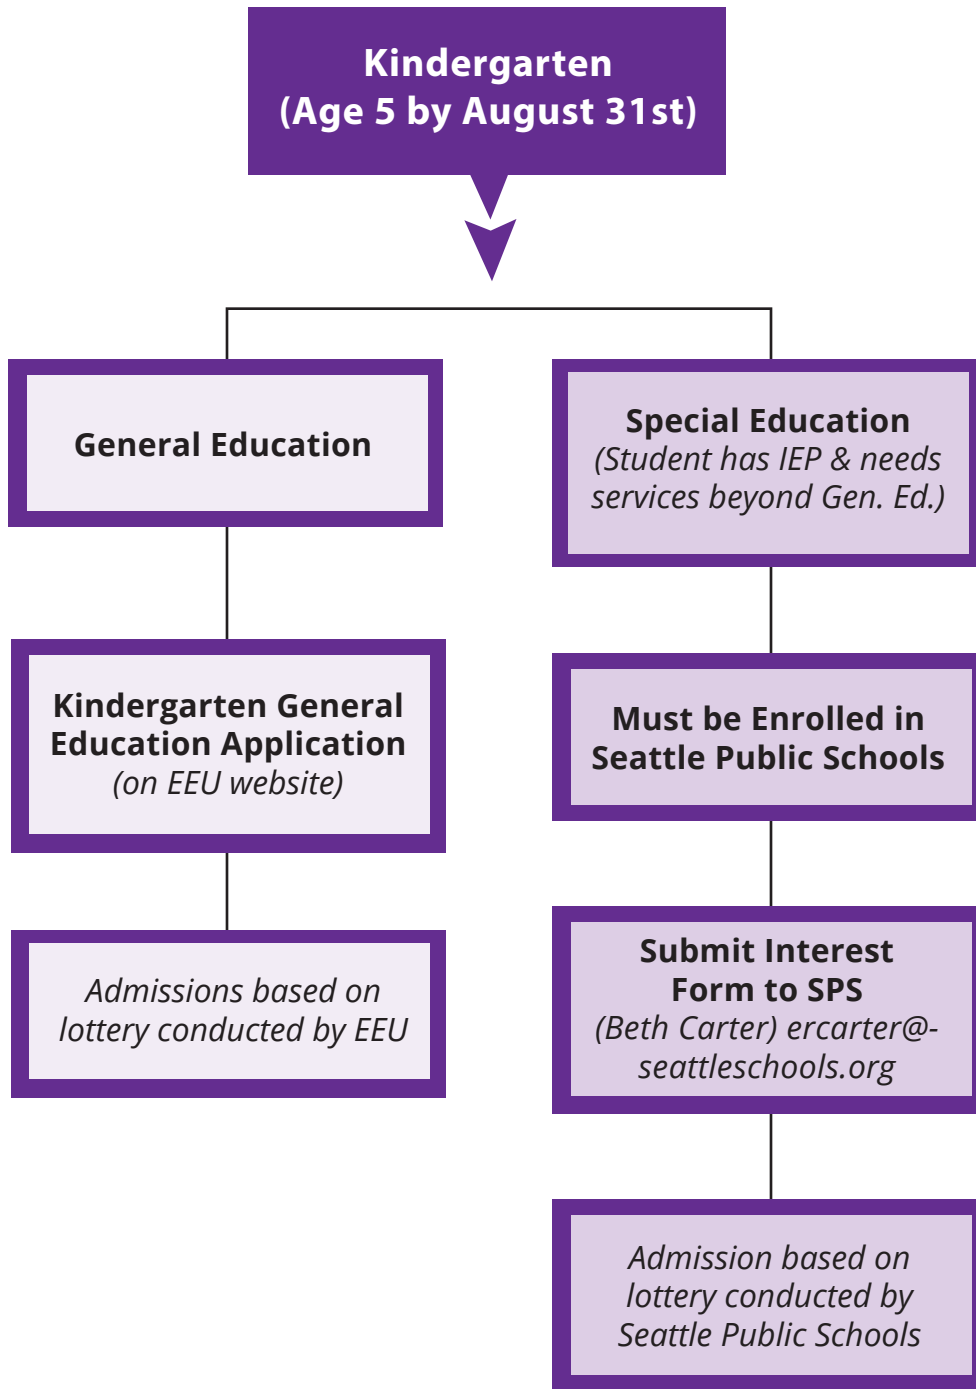 Kindergarten
(Age 5 by August 31st)
General Education
Kindergarten General
Education Application
(on EEU website)
Admissions based on
lottery conducted by EEU
Special Education
(Student has IEP & needs
services beyond Gen. Ed.)
Must be Enrolled in
Seattle Public Schools
Submit Interest
Form to SPS
(Beth Carter) ercarter@-
seattleschools.org
Admission based on
lottery conducted by
Seattle Public Schools